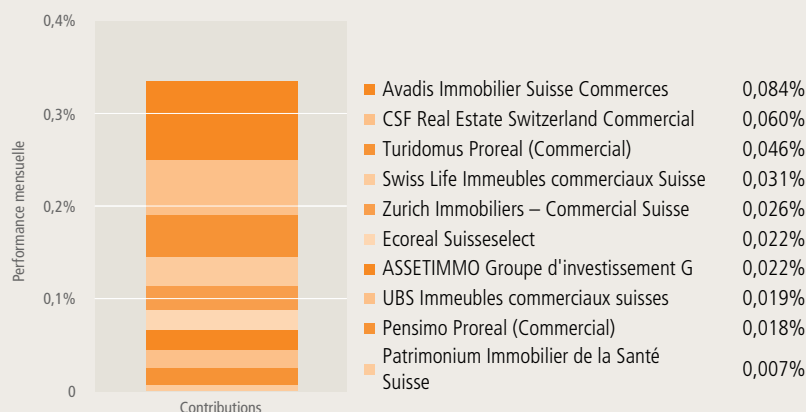 0,4%
0,3%
0,2%
0,1%
0
Performance mensuelle
Contributions
Avadis Immobilier Suisse Commerces 0,084%
CSF Real Estate Switzerland Commercial 0,060%
Turidomus Proreal (Commercial) 0,046%
Swiss Life Immeubles commerciaux Suisse 0,031%
Zurich Immobiliers – Commercial Suisse 0,026%
Ecoreal Suisseselect 0,022%
ASSETIMMO Groupe d'investissement G 0,022%
UBS Immeubles commerciaux suisses 0,019%
Pensimo Proreal (Commercial) 0,018%
Patrimonium Immobilier de la Santé
Suisse 0,007%